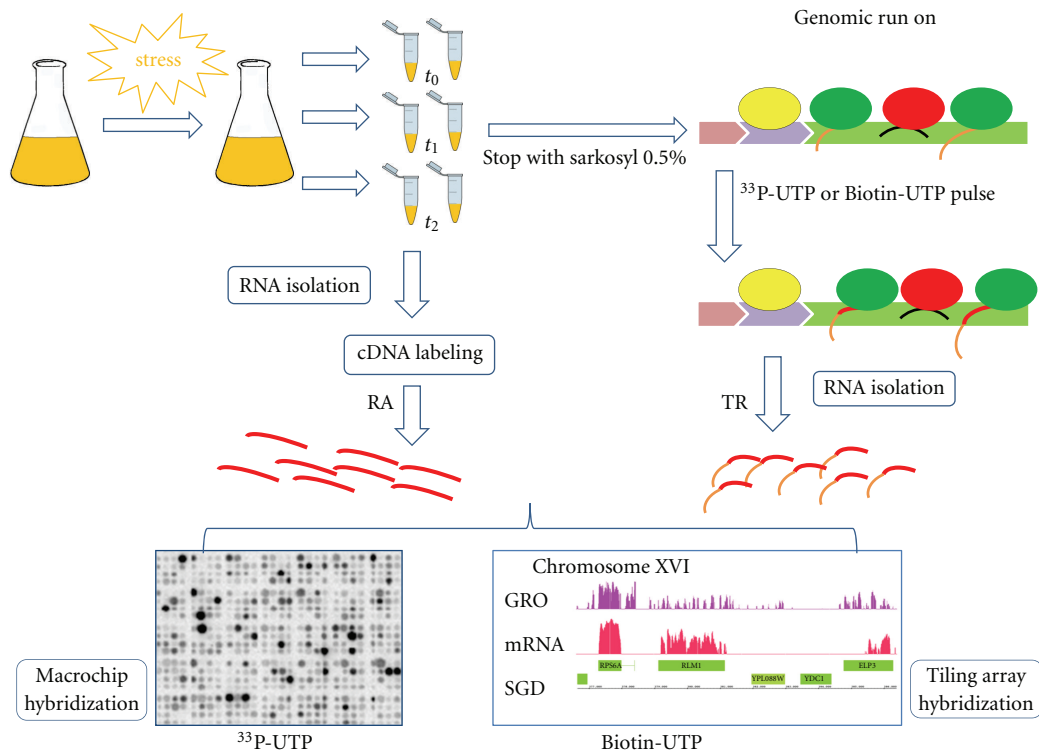 Genomic run on
stress
t0
t1
t2
Stop with sarkosyl 0.5%
33P-UTP or Biotin-UTP pulse
RNA isolation
cDNA labeling
RA
TR
RNA isolation
Chromosome XVI
GRO
mRNA
RPS6A
RLM1
ELP3
SGD
YPL088W
YDC1
Macrochip
hybridization
Tiling array
hybridization
33P-UTP
Biotin-UTP